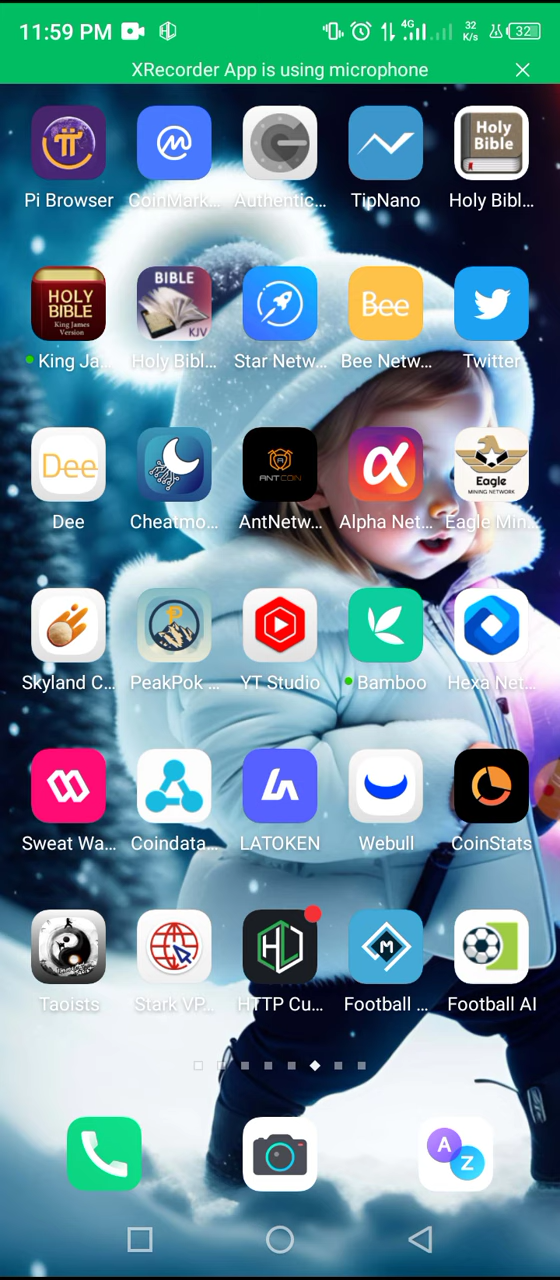 11:59 PM
4G
32
K/s
32
XRecorder App is using microphone
Pi Browser CoinMark... Authentic... TipNano Holy Bibl...
Holy
Bible
HOLY
BIBLE
King James
Version
BIBLE
KJV
Bee
King Ja... Holy Bibl... Star Netw... Bee Netw... Twitter
Dee
ANTCOIN
Eagle
MINING NETWORK
Dee Cheatmo... AntNetw... Alpha Net... Eagle Min...
Skyland C... PeakPok ... YT Studio Bamboo Hexa Net...
Sweat Wa... Coindata... LATOKEN Webull CoinStats
M
Taoists Stark VP... HTTP Cu... Football ... Football AI
A
Z